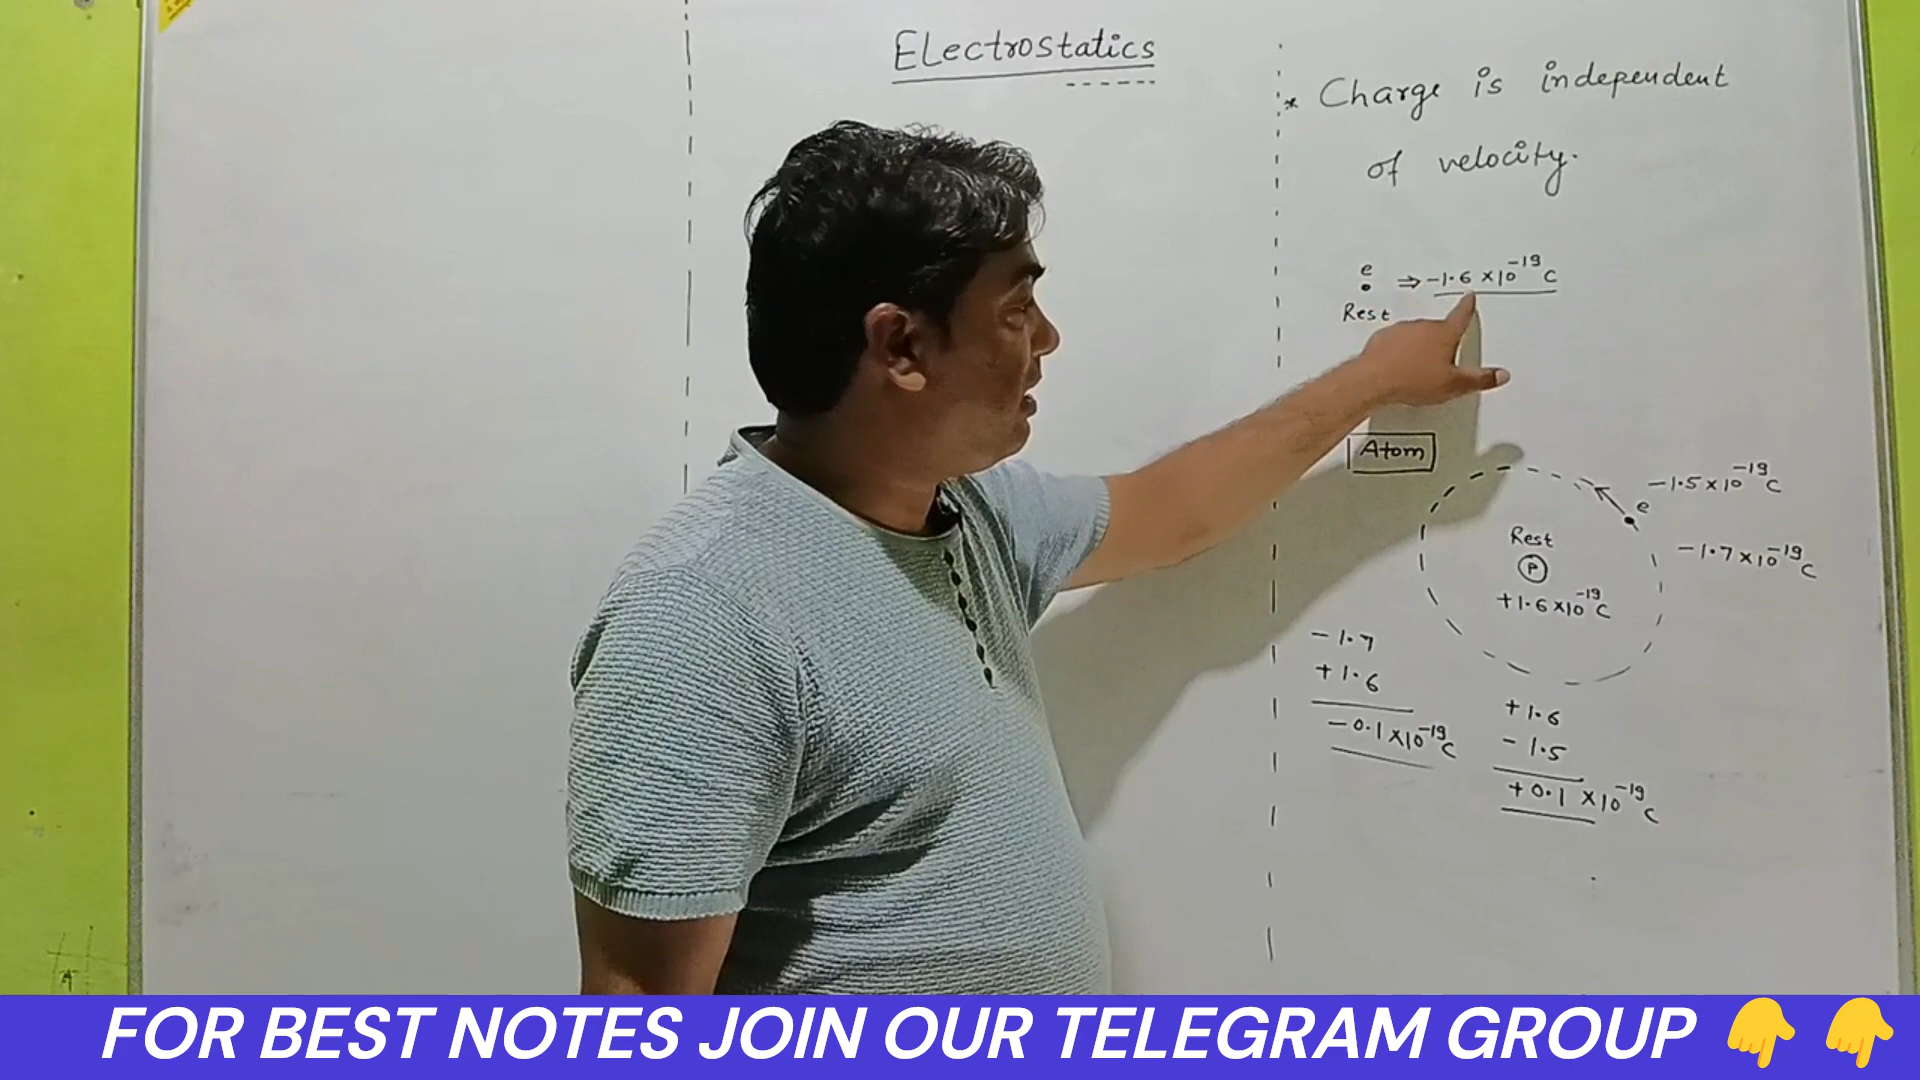 Electrostatics
* Charge is independent
of velocity.
e ⇒ -1.6 ×10⁻¹⁹ C
Rest
Atom
-1.5 × 10⁻¹⁹ C
e
Rest
P
-1.7 × 10⁻¹⁹ C
+1.6 ×10⁻¹⁹ C
-1.7
+1.6
-0.1 ×10⁻¹⁹ C
+1.6
-1.5
+0.1 ×10⁻¹⁹ C
FOR BEST NOTES JOIN OUR TELEGRAM GROUP 👇 👇